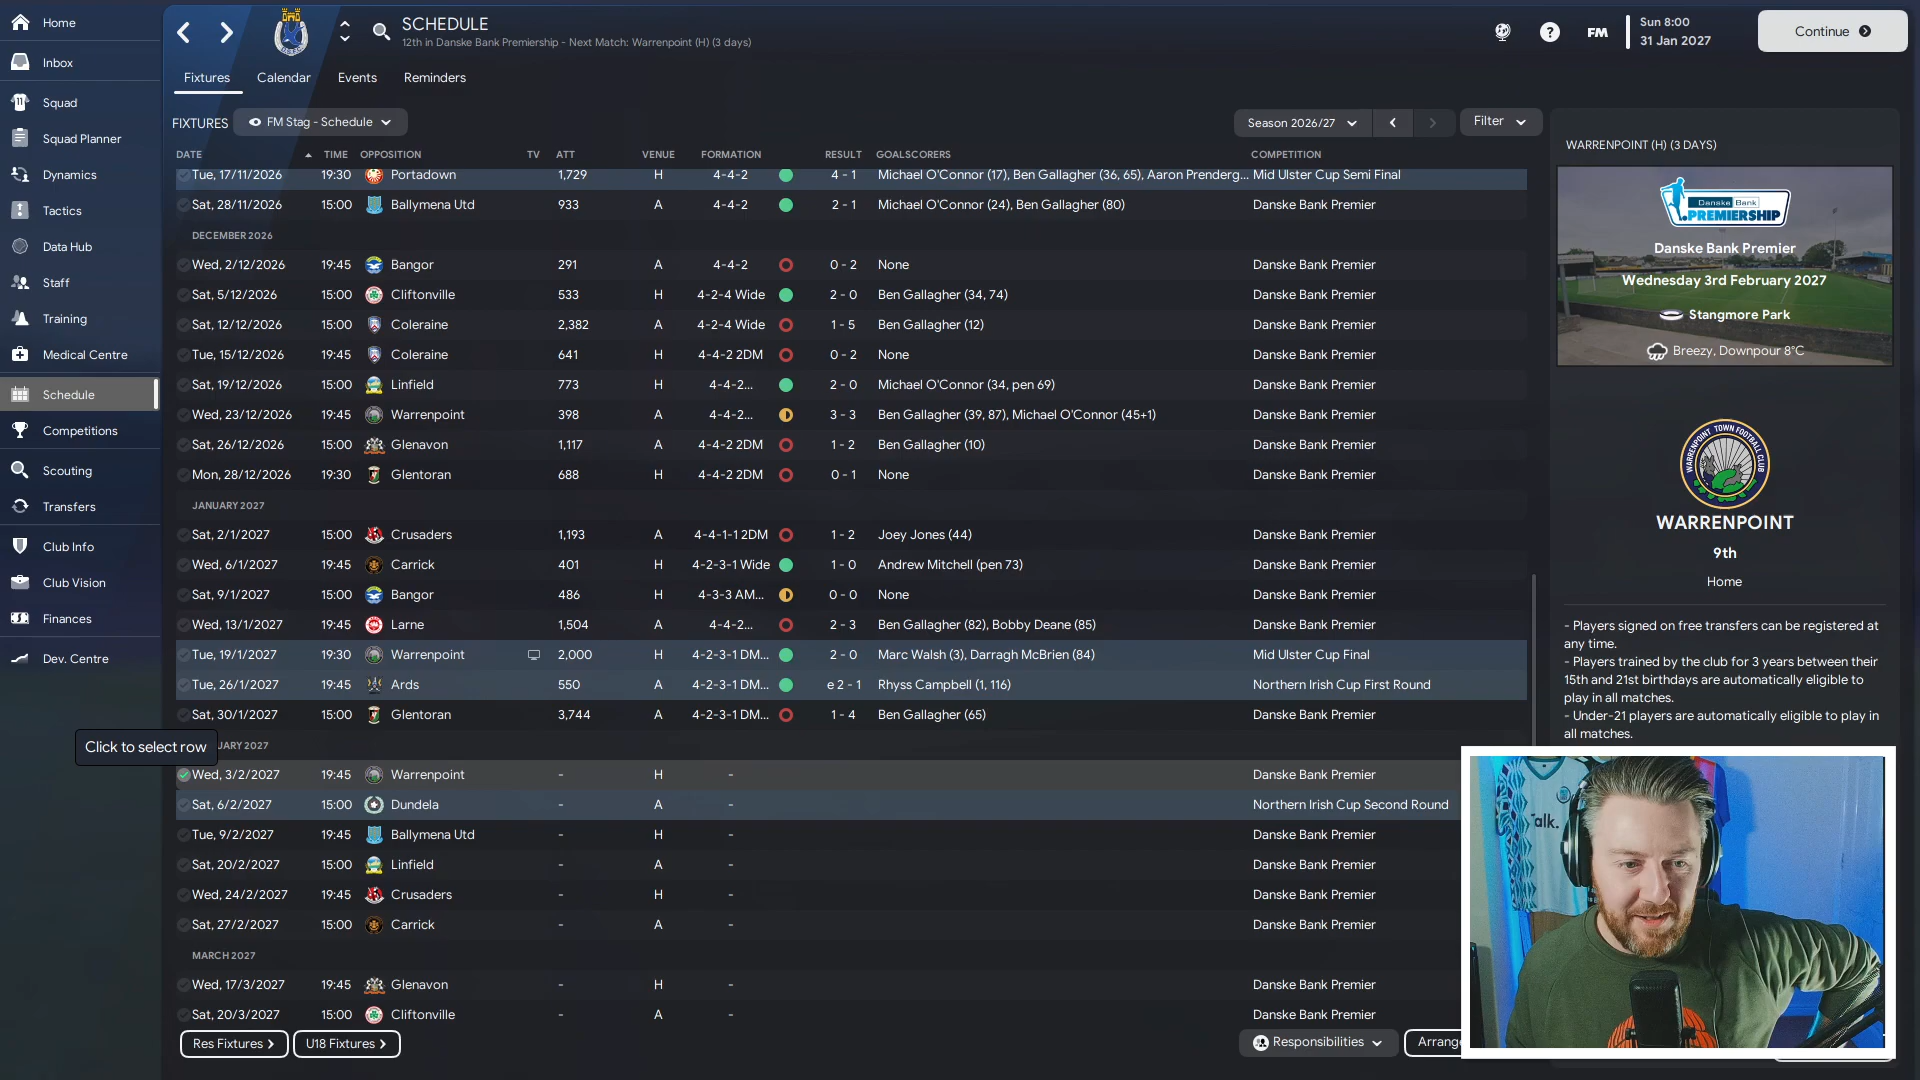 Home
Inbox
Squad
Squad Planner
Dynamics
Tactics
Data Hub
Staff
Training
Medical Centre
Schedule
Competitions
Scouting
Transfers
Club Info
Club Vision
Finances
Dev. Centre
SCHEDULE
12th in Danske Bank Premiership - Next Match: Warrenpoint (H) (3 days)
FM
Sun 8:00
31 Jan 2027
Continue
Fixtures Calendar Events Reminders
FIXTURES FM Stag - Schedule Season 2026/27 Filter
DATE TIME OPPOSITION TV ATT VENUE FORMATION RESULT GOALSCORERS COMPETITION
Tue, 17/11/2026 19:30 Portadown 1,729 H 4-4-2 4 - 1 Michael O'Connor (17), Ben Gallagher (36, 65), Aaron Prenderg... Mid Ulster Cup Semi Final
Sat, 28/11/2026 15:00 Ballymena Utd 933 A 4-4-2 2 - 1 Michael O'Connor (24), Ben Gallagher (80) Danske Bank Premier
DECEMBER 2026
Wed, 2/12/2026 19:45 Bangor 291 A 4-4-2 0 - 2 None Danske Bank Premier
Sat, 5/12/2026 15:00 Cliftonville 533 H 4-2-4 Wide 2 - 0 Ben Gallagher (34, 74) Danske Bank Premier
Sat, 12/12/2026 15:00 Coleraine 2,382 A 4-2-4 Wide 1 - 5 Ben Gallagher (12) Danske Bank Premier
Tue, 15/12/2026 19:45 Coleraine 641 H 4-4-2 2DM 0 - 2 None Danske Bank Premier
Sat, 19/12/2026 15:00 Linfield 773 H 4-4-2... 2 - 0 Michael O'Connor (34, pen 69) Danske Bank Premier
Wed, 23/12/2026 19:45 Warrenpoint 398 A 4-4-2... 3 - 3 Ben Gallagher (39, 87), Michael O'Connor (45+1) Danske Bank Premier
Sat, 26/12/2026 15:00 Glenavon 1,117 A 4-4-2 2DM 1 - 2 Ben Gallagher (10) Danske Bank Premier
Mon, 28/12/2026 19:30 Glentoran 688 H 4-4-2 2DM 0 - 1 None Danske Bank Premier
JANUARY 2027
Sat, 2/1/2027 15:00 Crusaders 1,193 A 4-4-1-1 2DM 1 - 2 Joey Jones (44) Danske Bank Premier
Wed, 6/1/2027 19:45 Carrick 401 H 4-2-3-1 Wide 1 - 0 Andrew Mitchell (pen 73) Danske Bank Premier
Sat, 9/1/2027 15:00 Bangor 486 H 4-3-3 AM... 0 - 0 None Danske Bank Premier
Wed, 13/1/2027 19:45 Larne 1,504 A 4-4-2... 2 - 3 Ben Gallagher (82), Bobby Deane (85) Danske Bank Premier
Tue, 19/1/2027 19:30 Warrenpoint 2,000 H 4-2-3-1 DM... 2 - 0 Marc Walsh (3), Darragh McBrien (84) Mid Ulster Cup Final
Tue, 26/1/2027 19:45 Ards 550 A 4-2-3-1 DM... e 2 - 1 Rhyss Campbell (1, 116) Northern Irish Cup First Round
Sat, 30/1/2027 15:00 Glentoran 3,744 A 4-2-3-1 DM... 1 - 4 Ben Gallagher (65) Danske Bank Premier
Click to select row
UARY 2027
Wed, 3/2/2027 19:45 Warrenpoint - H - Danske Bank Premier
Sat, 6/2/2027 15:00 Dundela - A - Northern Irish Cup Second Round
Tue, 9/2/2027 19:45 Ballymena Utd - H - Danske Bank Premier
Sat, 20/2/2027 15:00 Linfield - A - Danske Bank Premier
Wed, 24/2/2027 19:45 Crusaders - H - Danske Bank Premier
Sat, 27/2/2027 15:00 Carrick - A - Danske Bank Premier
MARCH 2027
Wed, 17/3/2027 19:45 Glenavon - H - Danske Bank Premier
Sat, 20/3/2027 15:00 Cliftonville - A - Danske Bank Premier
Res Fixtures U18 Fixtures Responsibilities Arrang
WARRENPOINT (H) (3 DAYS)
Danske Bank
PREMIERSHIP
Danske Bank Premier
Wednesday 3rd February 2027
Stangmore Park
Breezy, Downpour 8°C
WARRENPOINT TOWN FOOTBALL CLUB
WARRENPOINT
9th
Home
- Players signed on free transfers can be registered at
any time.
- Players trained by the club for 3 years between their
15th and 21st birthdays are automatically eligible to
play in all matches.
- Under-21 players are automatically eligible to play in
all matches.
Talk.